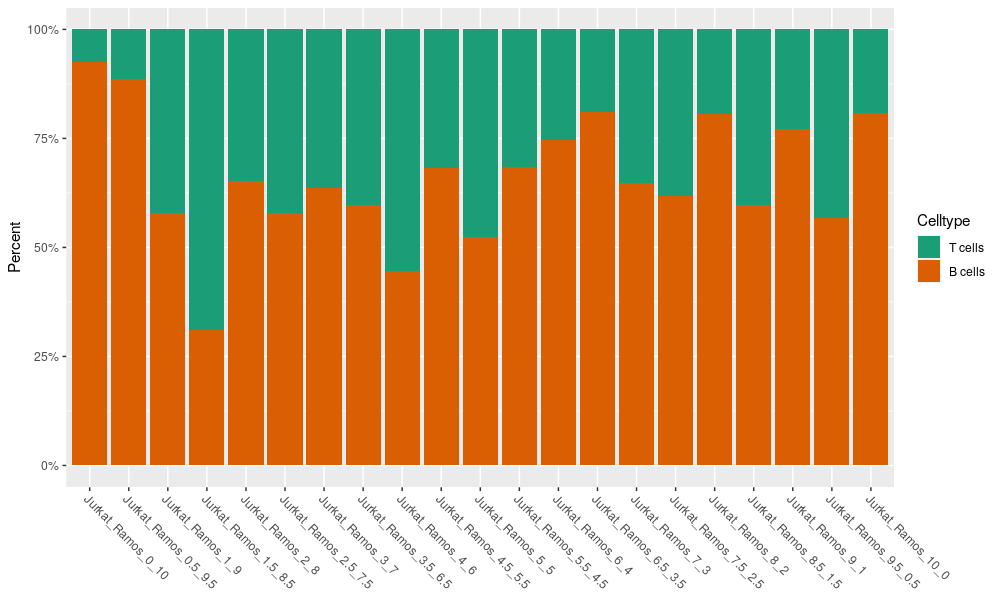 100%
75%
50%
25%
0%
Percent
Jurkat_Ramos_0_10
Jurkat_Ramos_0.5_9.5
Jurkat_Ramos_1_9
Jurkat_Ramos_1.5_8.5
Jurkat_Ramos_2_8
Jurkat_Ramos_2.5_7.5
Jurkat_Ramos_3_7
Jurkat_Ramos_3.5_6.5
Jurkat_Ramos_4_6
Jurkat_Ramos_4.5_5.5
Jurkat_Ramos_5_5
Jurkat_Ramos_5.5_4.5
Jurkat_Ramos_6_4
Jurkat_Ramos_6.5_3.5
Jurkat_Ramos_7_3
Jurkat_Ramos_7.5_2.5
Jurkat_Ramos_8_2
Jurkat_Ramos_8.5_1.5
Jurkat_Ramos_9_1
Jurkat_Ramos_9.5_0.5
Jurkat_Ramos_10_0
Celltype
T cells
B cells